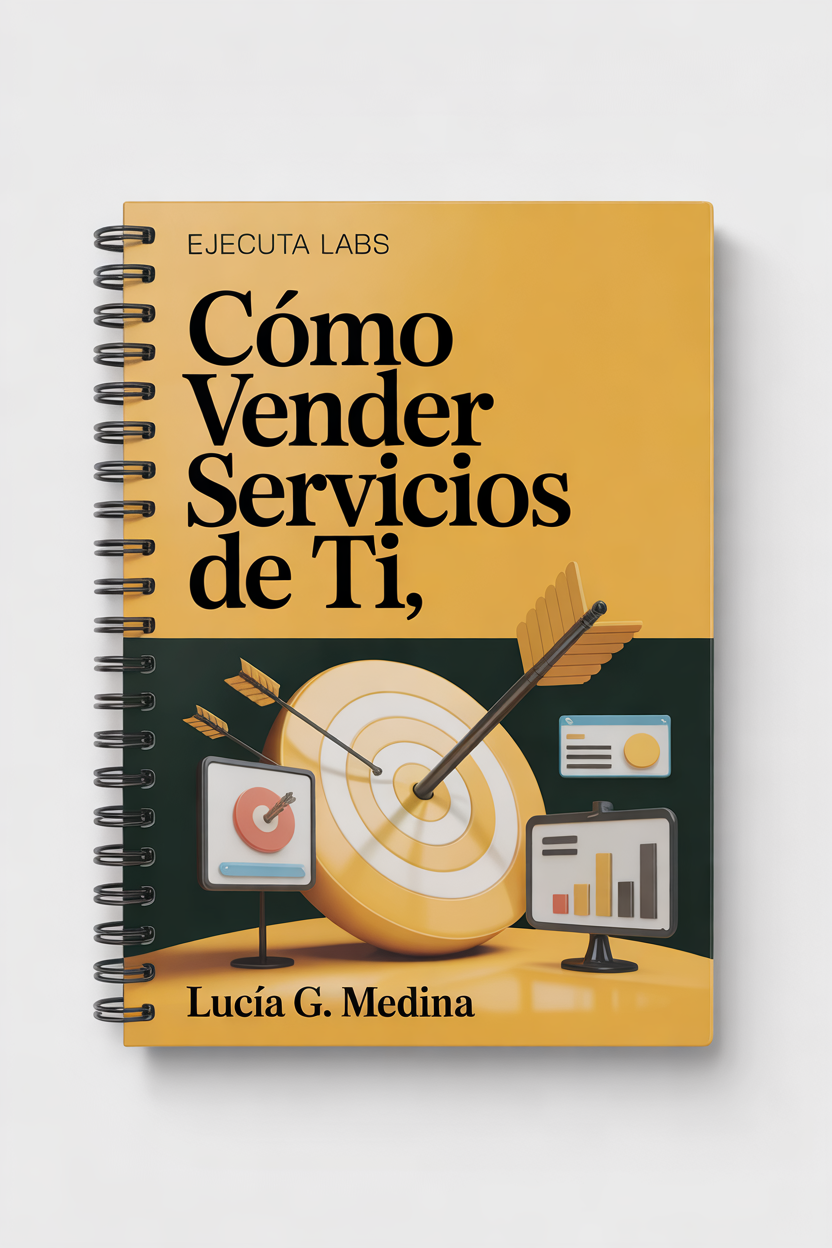 EJECUTA LABS
Cómo
Vender
Servicios
de Ti,
Lucía G. Medina